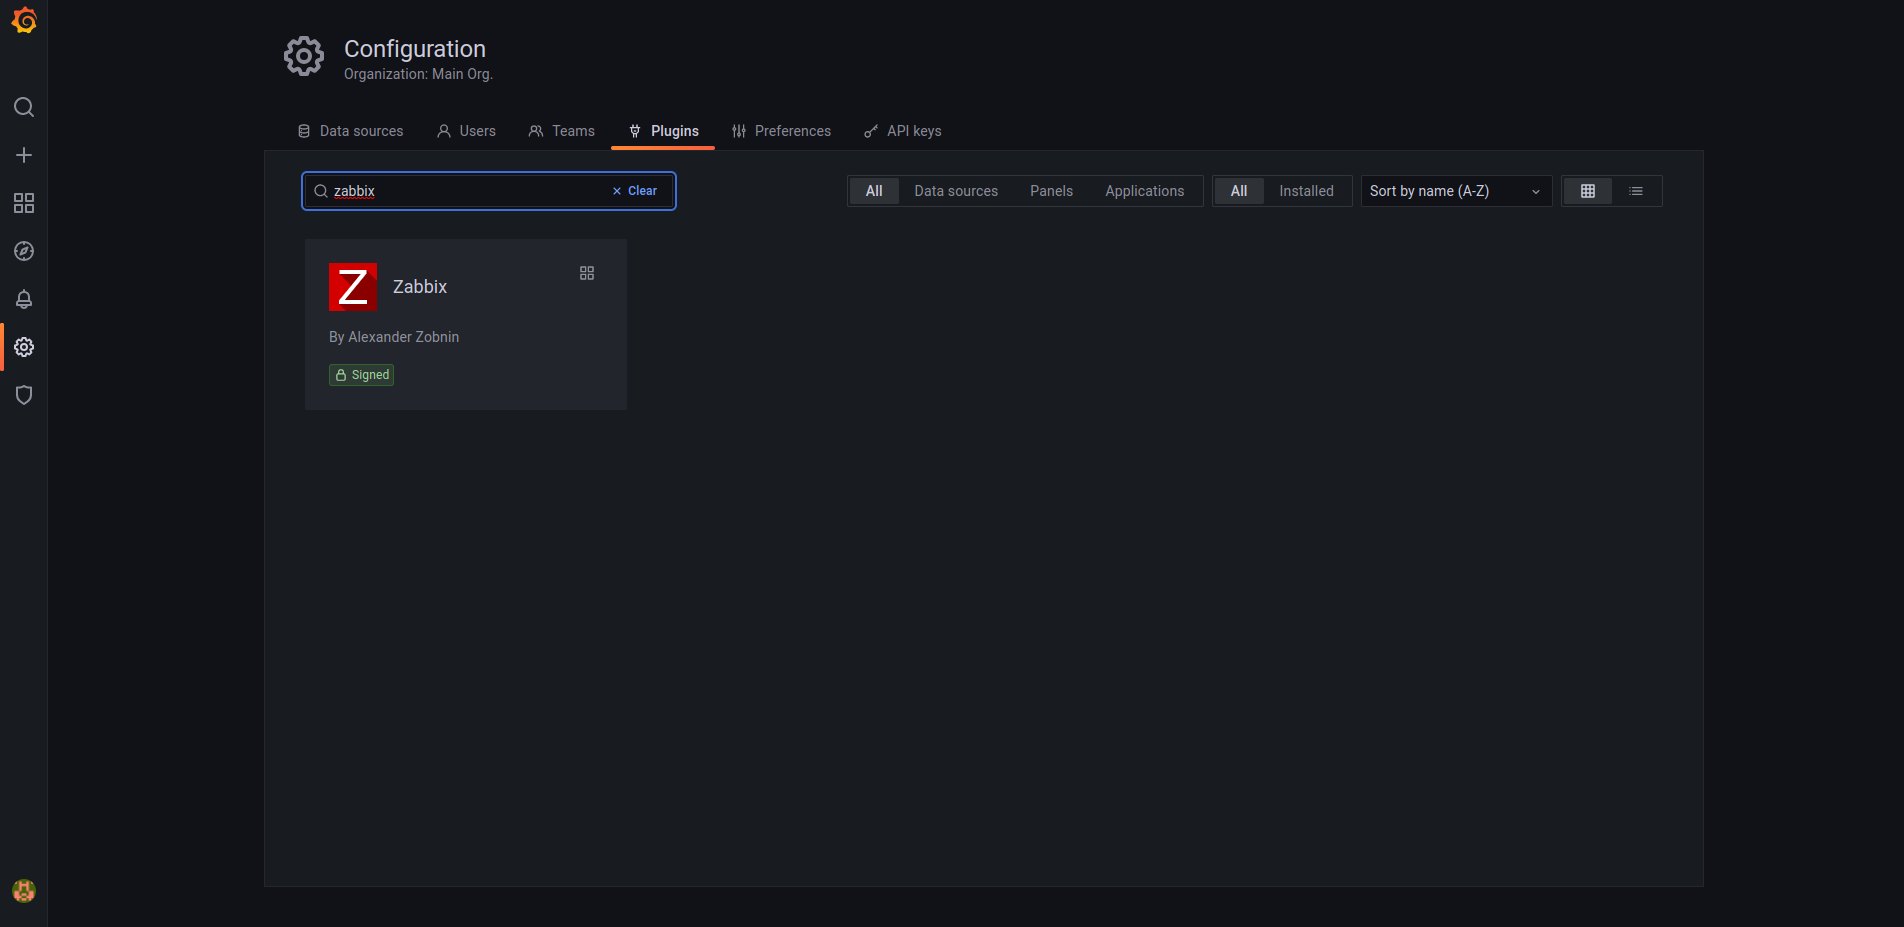 Configuration
Organization: Main Org.
Data sources Users Teams Plugins Preferences API keys
zabbix Clear All Data sources Panels Applications All Installed Sort by name (A-Z)
Z Zabbix
By Alexander Zobnin
Signed